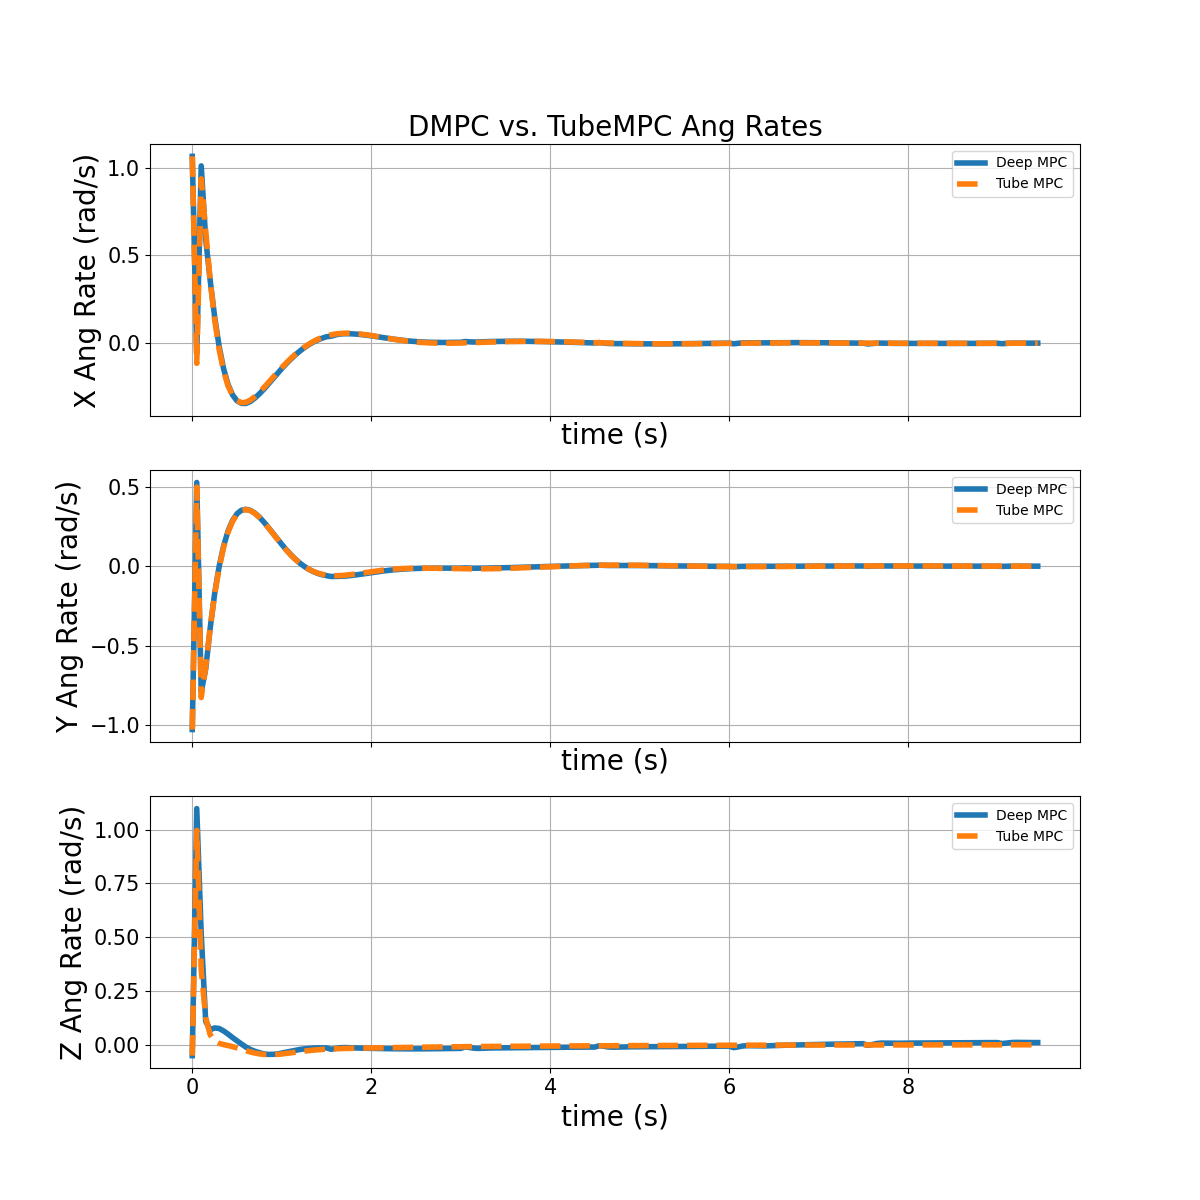 DMPC vs. TubeMPC Ang Rates
X Ang Rate (rad/s)
1.0
0.5
0.0
Deep MPC
Tube MPC
time (s)
Y Ang Rate (rad/s)
0.5
0.0
−0.5
−1.0
Deep MPC
Tube MPC
time (s)
Z Ang Rate (rad/s)
1.00
0.75
0.50
0.25
0.00
Deep MPC
Tube MPC
0 2 4 6 8
time (s)